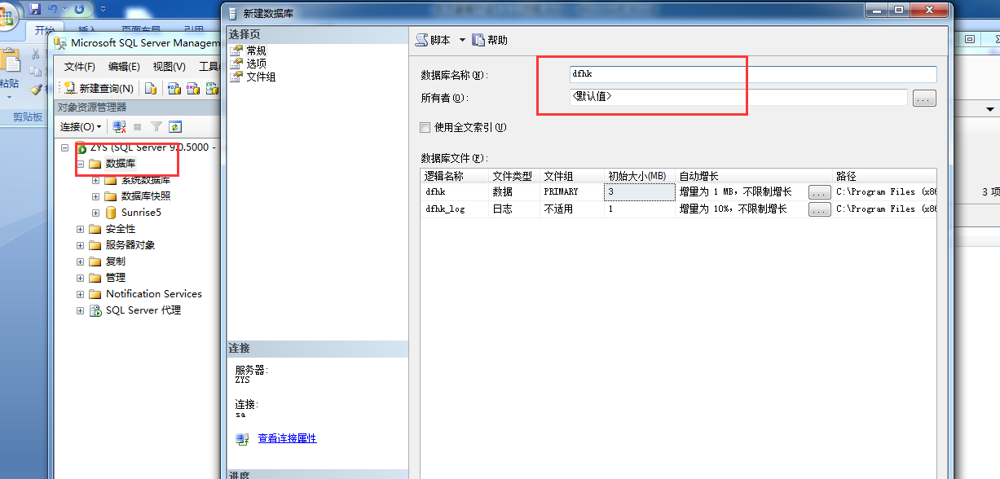 新建数据库
开始
插入
页面布局
引用
粘贴
剪贴板
Microsoft SQL Server Managem
文件(F) 编辑(E) 视图(V) 工具
新建查询(N)
对象资源管理器
连接(O)
ZYS (SQL Server 9.0.5000 -
数据库
系统数据库
数据库快照
Sunrise5
安全性
服务器对象
复制
管理
Notification Services
SQL Server 代理
选择页
常规
选项
文件组
连接
服务器:
ZYS
连接:
sa
查看连接属性
进度
脚本 帮助
数据库名称(N): dfhk
所有者(O): <默认值> ...
使用全文索引(U)
数据库文件(F):
逻辑名称 文件类型 文件组 初始大小(MB) 自动增长 路径
dfhk 数据 PRIMARY 3 增量为 1 MB，不限制增长 ... C:\Program Files (x86
dfhk_log 日志 不适用 1 增量为 10%，不限制增长 ... C:\Program Files (x86
3 项